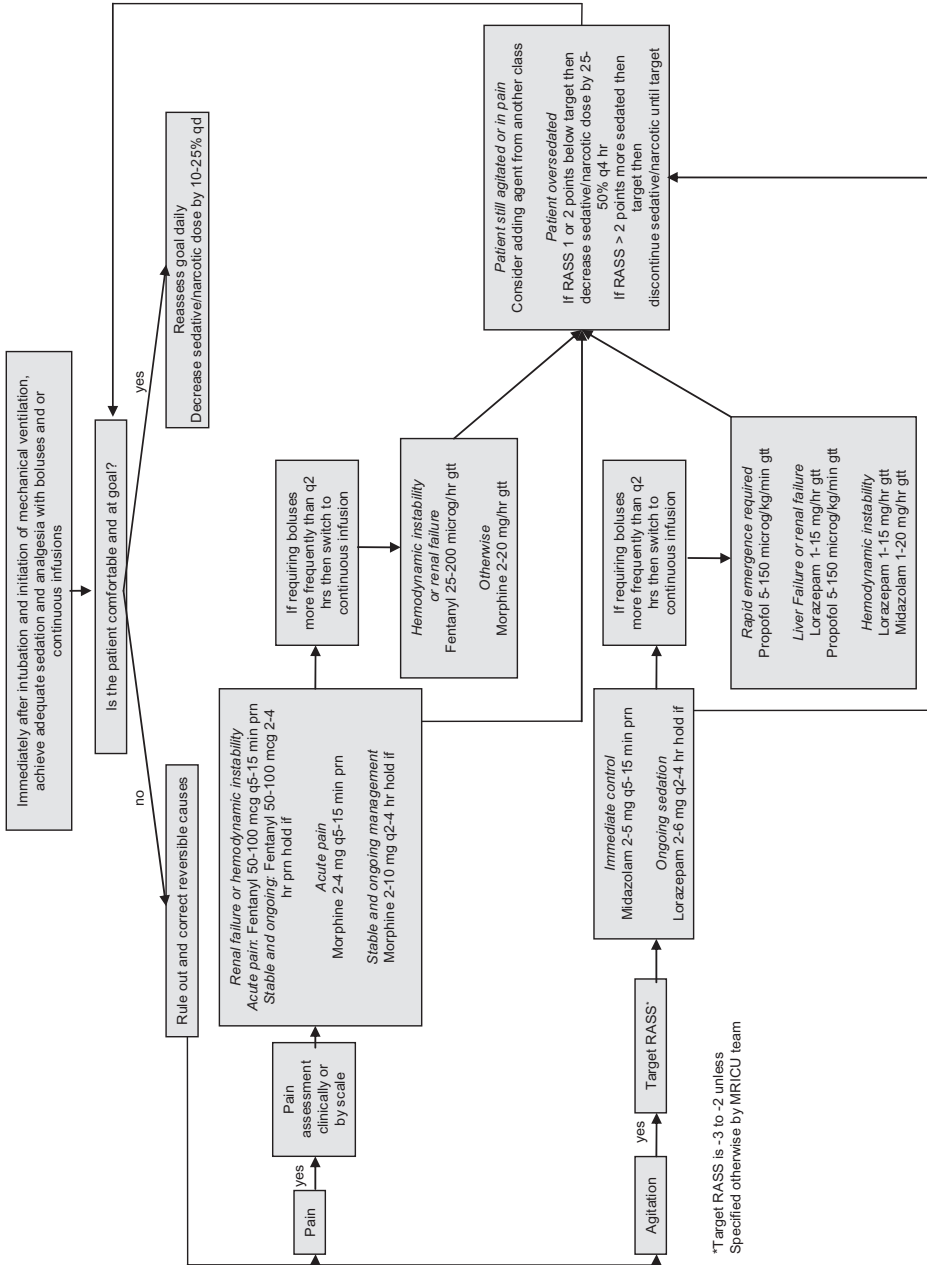 Immediately after intubation and initiation of mechanical ventilation,
achieve adequate sedation and analgesia with boluses and or
continuous infusions
Is the patient comfortable and at goal?
no
yes
Rule out and correct reversible causes
Reassess goal daily
Decrease sedative/narcotic dose by 10-25% qd
Pain
yes
Pain
assessment
clinically or
by scale
Renal failure or hemodynamic instability
Acute pain: Fentanyl 50-100 mcg q5-15 min prn
Stable and ongoing: Fentanyl 50-100 mcg 2-4
hr prn hold if
Acute pain
Morphine 2-4 mg q5-15 min prn
Stable and ongoing management
Morphine 2-10 mg q2-4 hr hold if
If requiring boluses
more frequently than q2
hrs then switch to
continuous infusion
Hemodynamic instability
or renal failure
Fentanyl 25-200 microg/hr gtt
Otherwise
Morphine 2-20 mg/hr gtt
Patient still agitated or in pain
Consider adding agent from another class
Patient oversedated
If RASS 1 or 2 points below target then
decrease sedative/narcotic dose by 25-
50% q4 hr
If RASS > 2 points more sedated then
target then
discontinue sedative/narcotic until target
Agitation
yes
Target RASS*
Immediate control
Midazolam 2-5 mg q5-15 min prn
Ongoing sedation
Lorazepam 2-6 mg q2-4 hr hold if
If requiring boluses
more frequently than q2
hrs then switch to
continuous infusion
Rapid emergence required
Propofol 5-150 microg/kg/min gtt
Liver Failure or renal failure
Lorazepam 1-15 mg/hr gtt
Propofol 5-150 microg/kg/min gtt
Hemodynamic instability
Lorezepam 1-15 mg/hr gtt
Midazolam 1-20 mg/hr gtt
*Target RASS is -3 to -2 unless
Specified otherwise by MRICU team